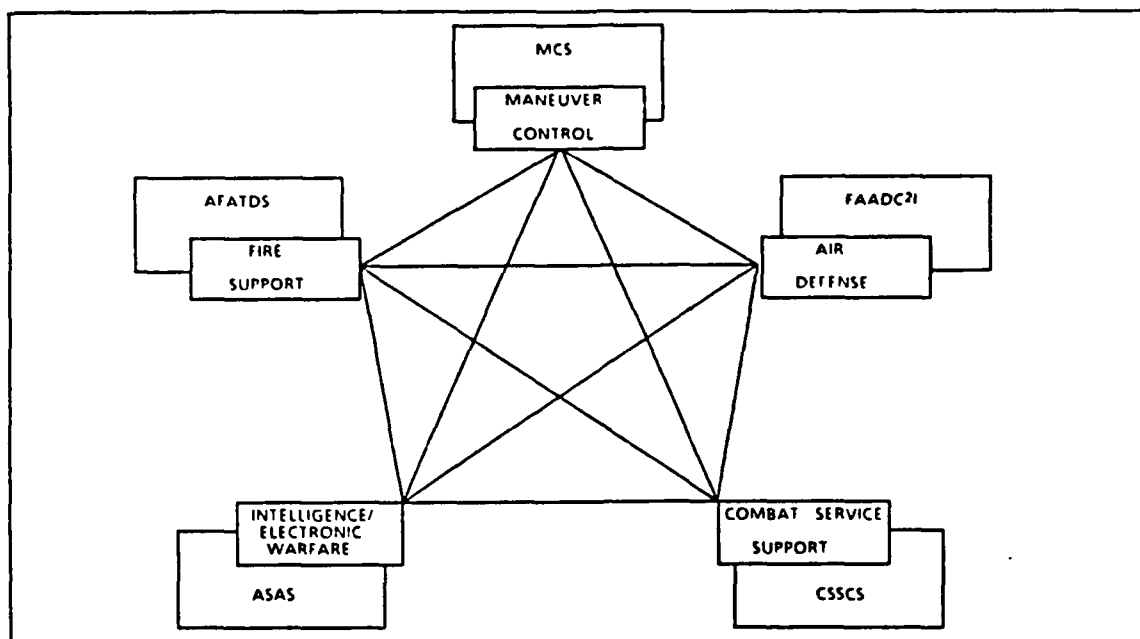 MCS
MANEUVER
CONTROL
AFATDS
FIRE
SUPPORT
FAADC²I
AIR
DEFENSE
INTELLIGENCE/
ELECTRONIC
WARFARE
ASAS
COMBAT SERVICE
SUPPORT
CSSCS